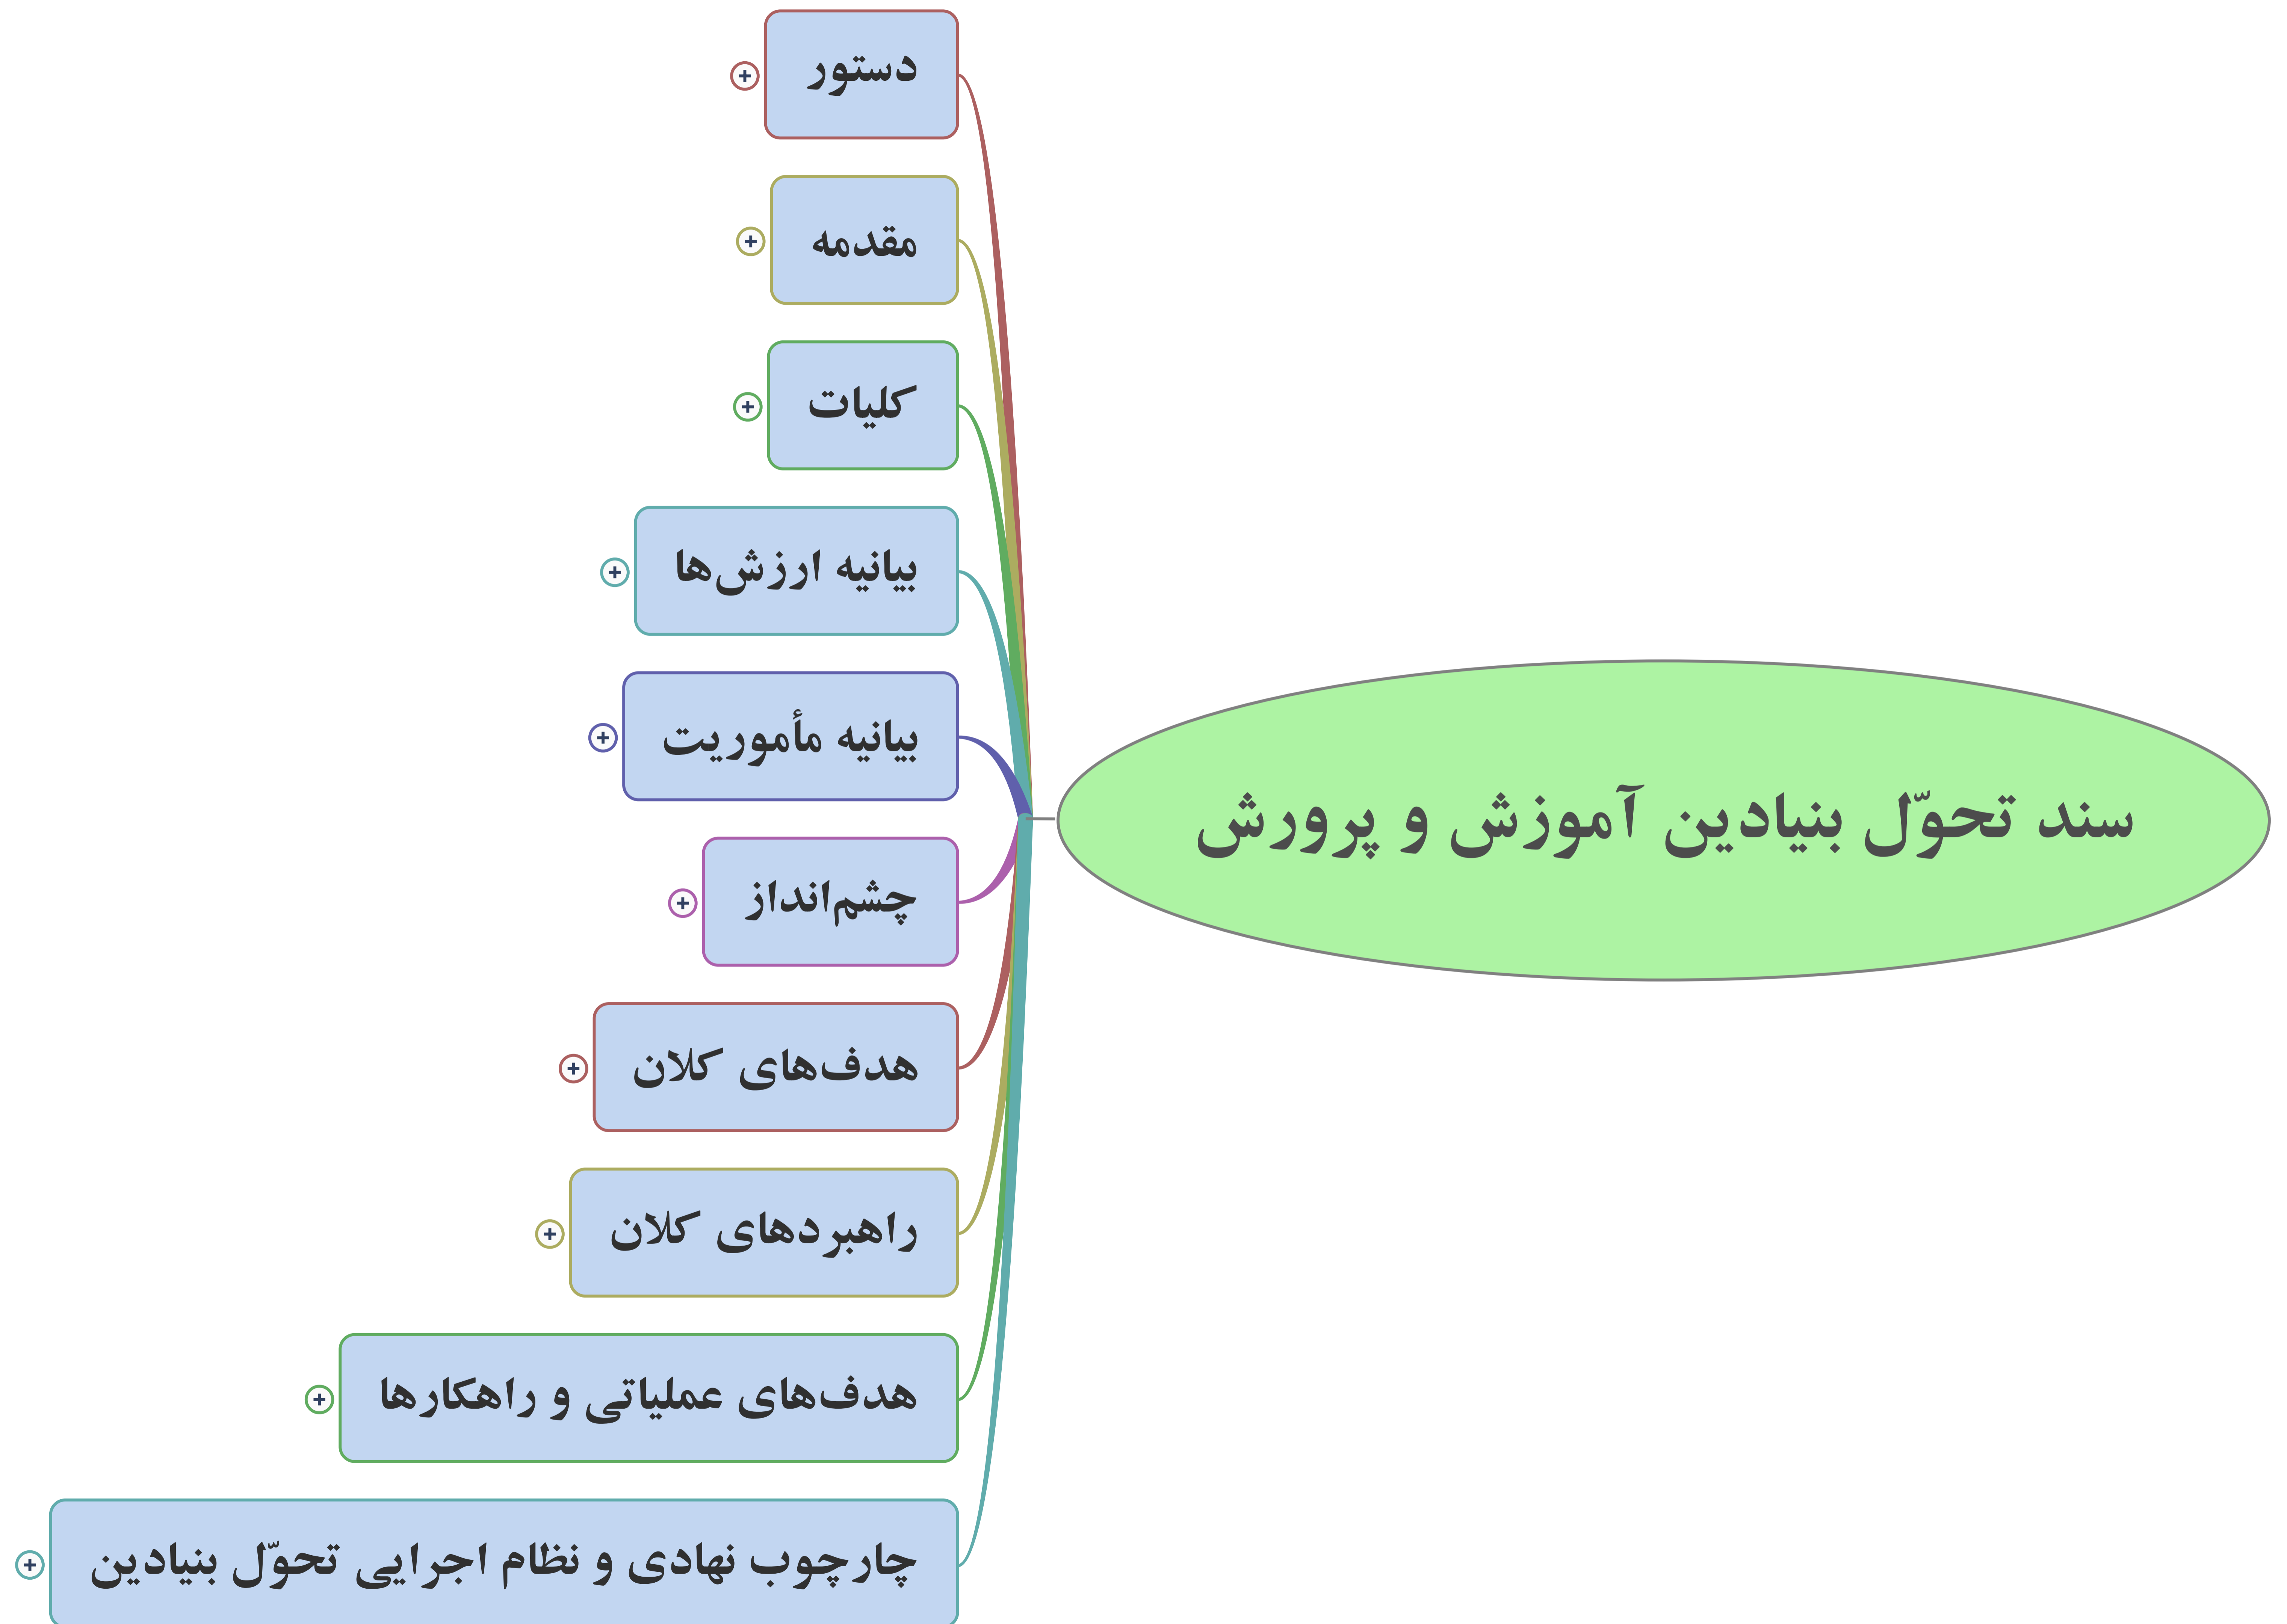 سند تحوّل بنیادین آموزش و پرورش
دستور
مقدمه
کلیات
بیانیه ارزش‌ها
بیانیه مأموریت
چشم‌انداز
هدف‌های کلان
راهبردهای کلان
هدف‌های عملیاتی و راهکارها
چارچوب نهادی و نظام اجرایی تحوّل بنیادین